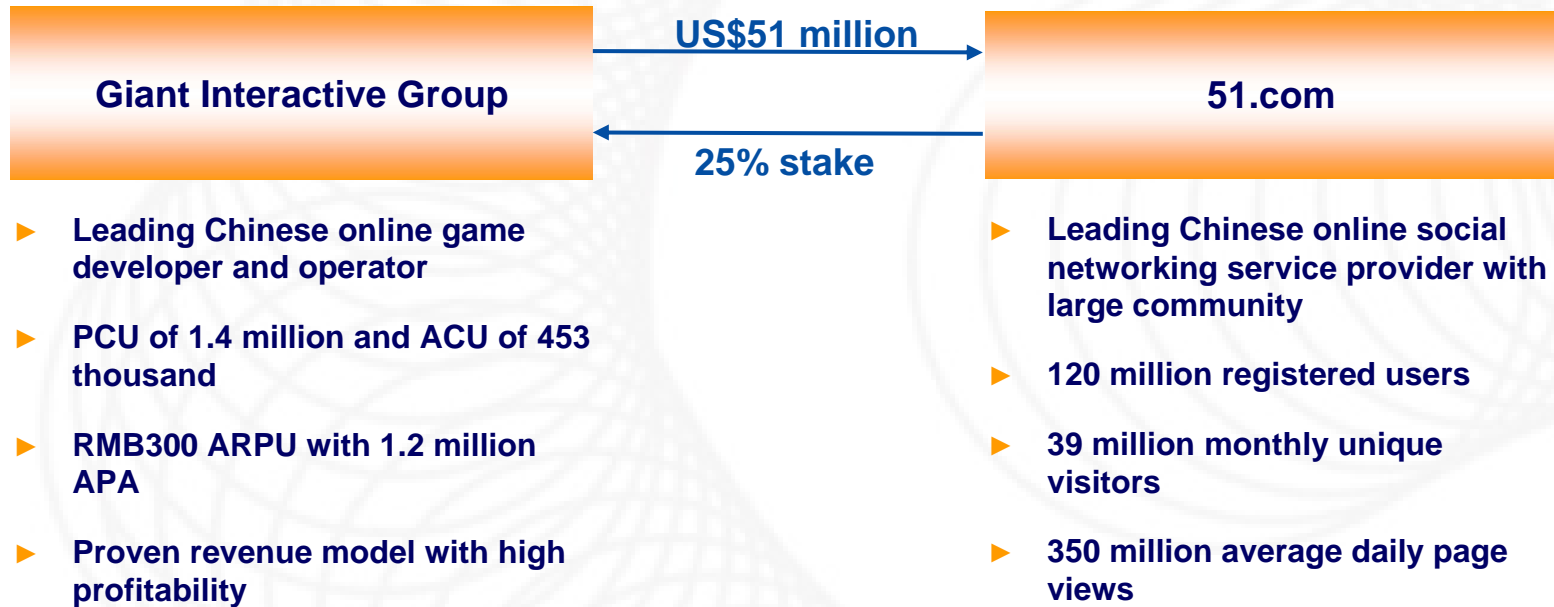 Giant Interactive Group
US$51 million
25% stake
51.com
► Leading Chinese online game
developer and operator
► PCU of 1.4 million and ACU of 453
thousand
► RMB300 ARPU with 1.2 million
APA
► Proven revenue model with high
profitability
► Leading Chinese online social
networking service provider with
large community
► 120 million registered users
► 39 million monthly unique
visitors
► 350 million average daily page
views